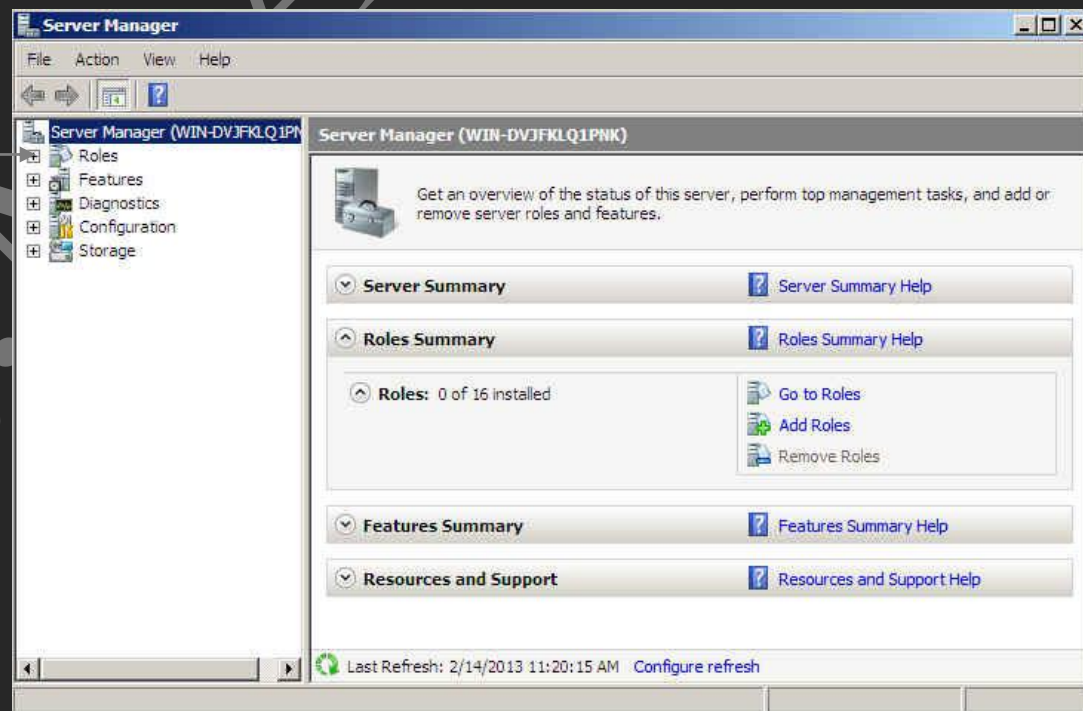 Server Manager
File Action View Help
Server Manager (WIN-DVJFKLQ1PN
Roles
Features
Diagnostics
Configuration
Storage
Server Manager (WIN-DVJFKLQ1PNK)
Get an overview of the status of this server, perform top management tasks, and add or
remove server roles and features.
Server Summary
Server Summary Help
Roles Summary
Roles Summary Help
Roles: 0 of 16 installed
Go to Roles
Add Roles
Remove Roles
Features Summary
Features Summary Help
Resources and Support
Resources and Support Help
Last Refresh: 2/14/2013 11:20:15 AM Configure refresh